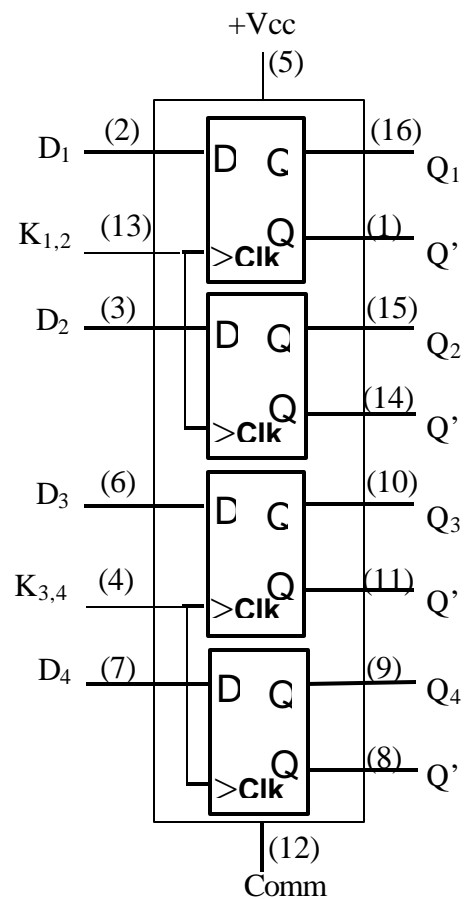 +Vcc
(5)
D₁ (2) D Q (16) Q₁
K₁,₂ (13) >Clk Q (1) Q'
D₂ (3) D Q (15) Q₂
>Clk Q (14) Q'
D₃ (6) D Q (10) Q₃
K₃,₄ (4) >Clk Q (11) Q'
D₄ (7) D Q (9) Q₄
>Clk Q (8) Q'
(12)
Comm